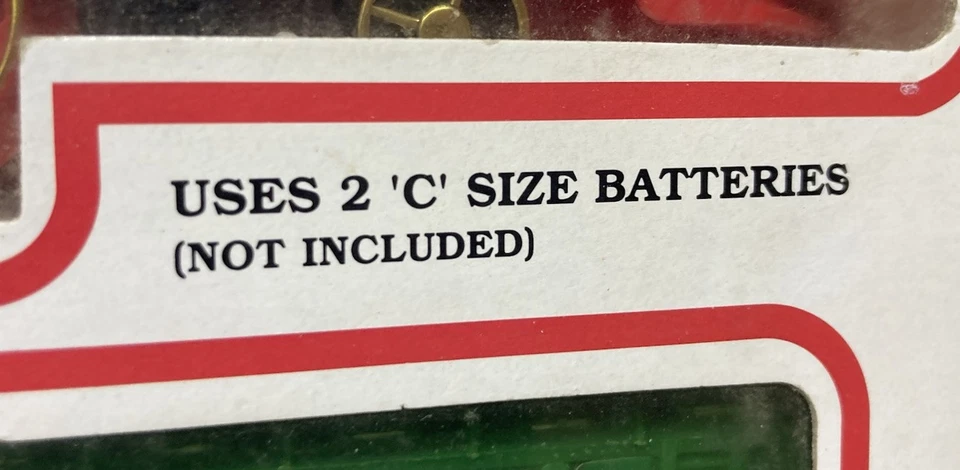 USES 2 'C' SIZE BATTERIES
(NOT INCLUDED)